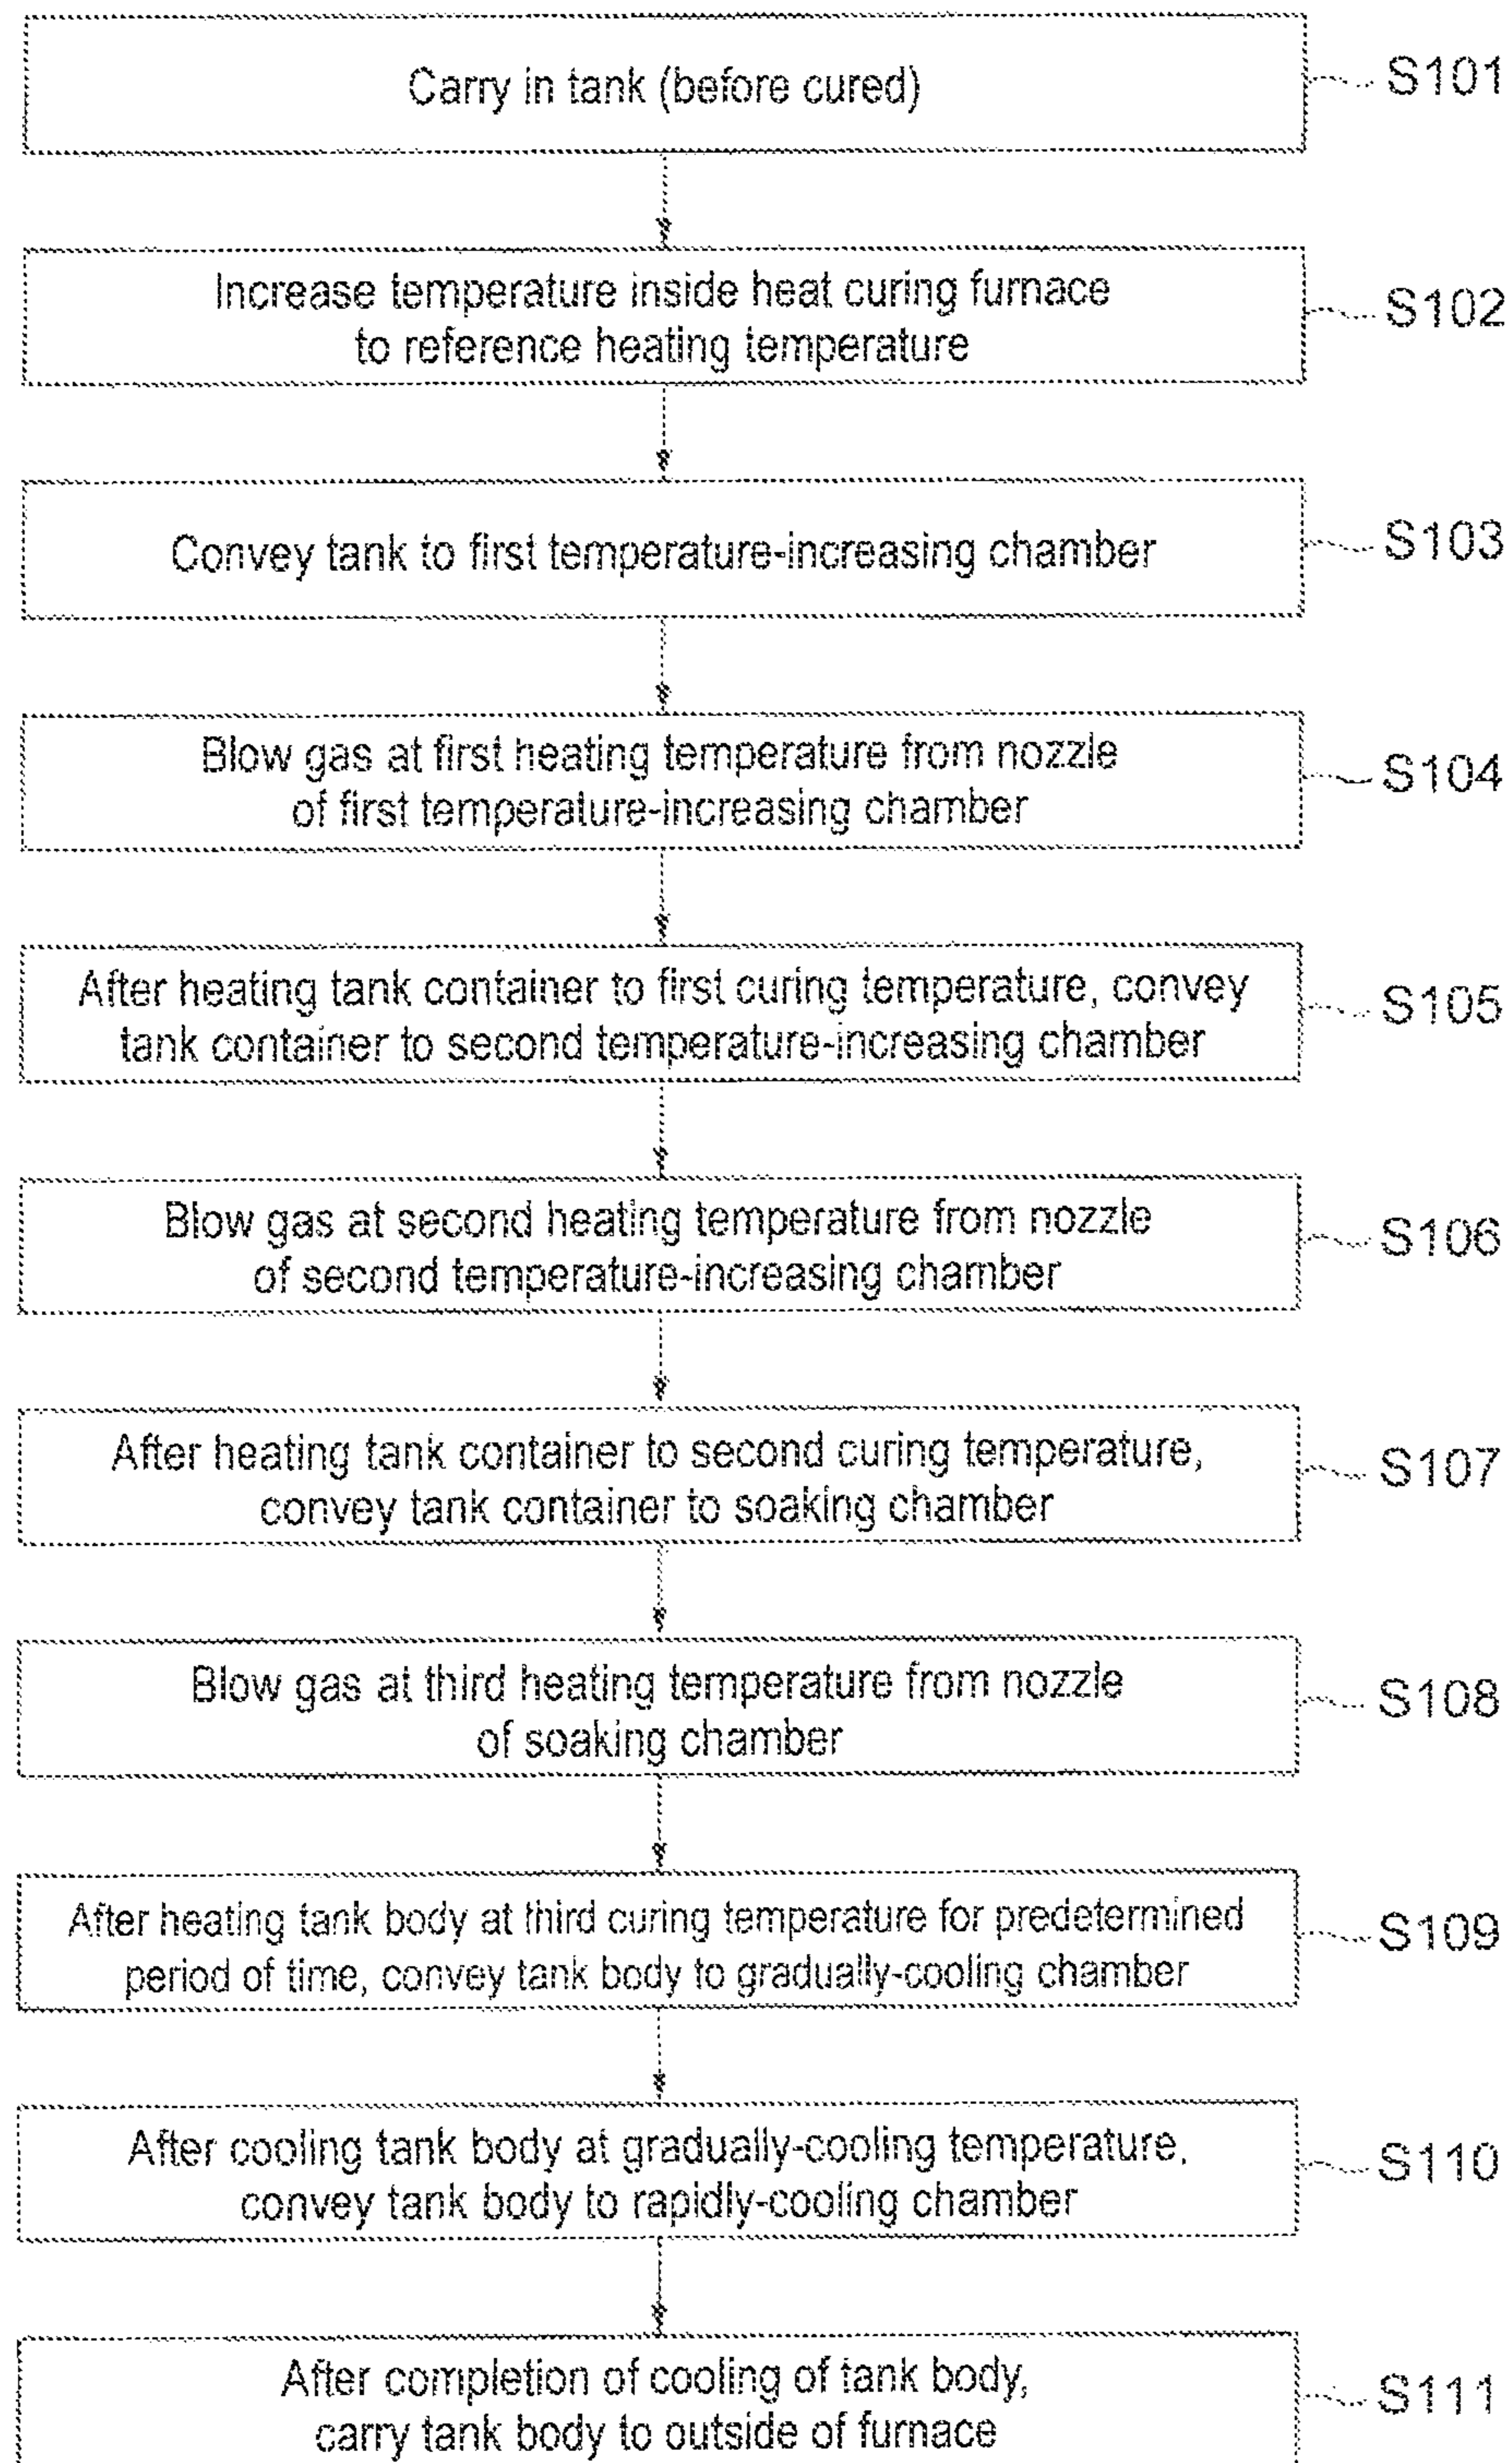 Carry in tank (before cured)
S101
Increase temperature inside heat curing furnace
to reference heating temperature
S102
Convey tank to first temperature-increasing chamber
S103
Blow gas at first heating temperature from nozzle
of first temperature-increasing chamber
S104
After heating tank container to first curing temperature, convey
tank container to second temperature-increasing chamber
S105
Blow gas at second heating temperature from nozzle
of second temperature-increasing chamber
S106
After heating tank container to second curing temperature,
convey tank container to soaking chamber
S107
Blow gas at third heating temperature from nozzle
of soaking chamber
S108
After heating tank body at third curing temperature for predetermined
period of time, convey tank body to gradually-cooling chamber
S109
After cooling tank body at gradually-cooling temperature,
convey tank body to rapidly-cooling chamber
S110
After completion of cooling of tank body,
carry tank body to outside of furnace
S111